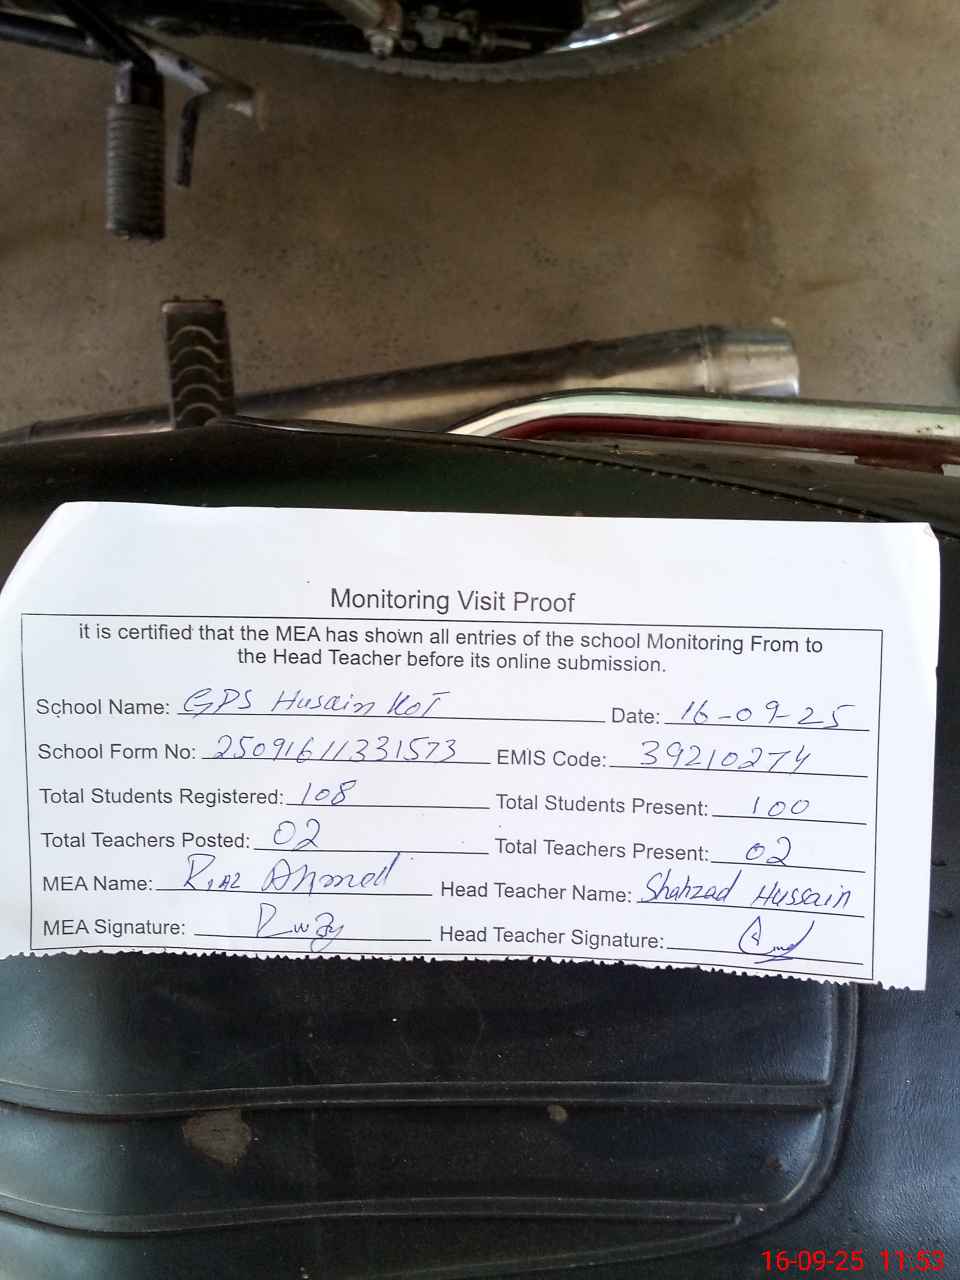 Monitoring Visit Proof
it is certified that the MEA has shown all entries of the school Monitoring From to
the Head Teacher before its online submission.
School Name: GPS Husain Kot Date: 16-09-25
School Form No: 25091611331573 EMIS Code: 39210274
Total Students Registered: 108 Total Students Present: 100
Total Teachers Posted: 02 Total Teachers Present: 02
MEA Name: Riaz Ahmed Head Teacher Name: Shahzad Hussain
MEA Signature: Head Teacher Signature:
16-09-25 11:53